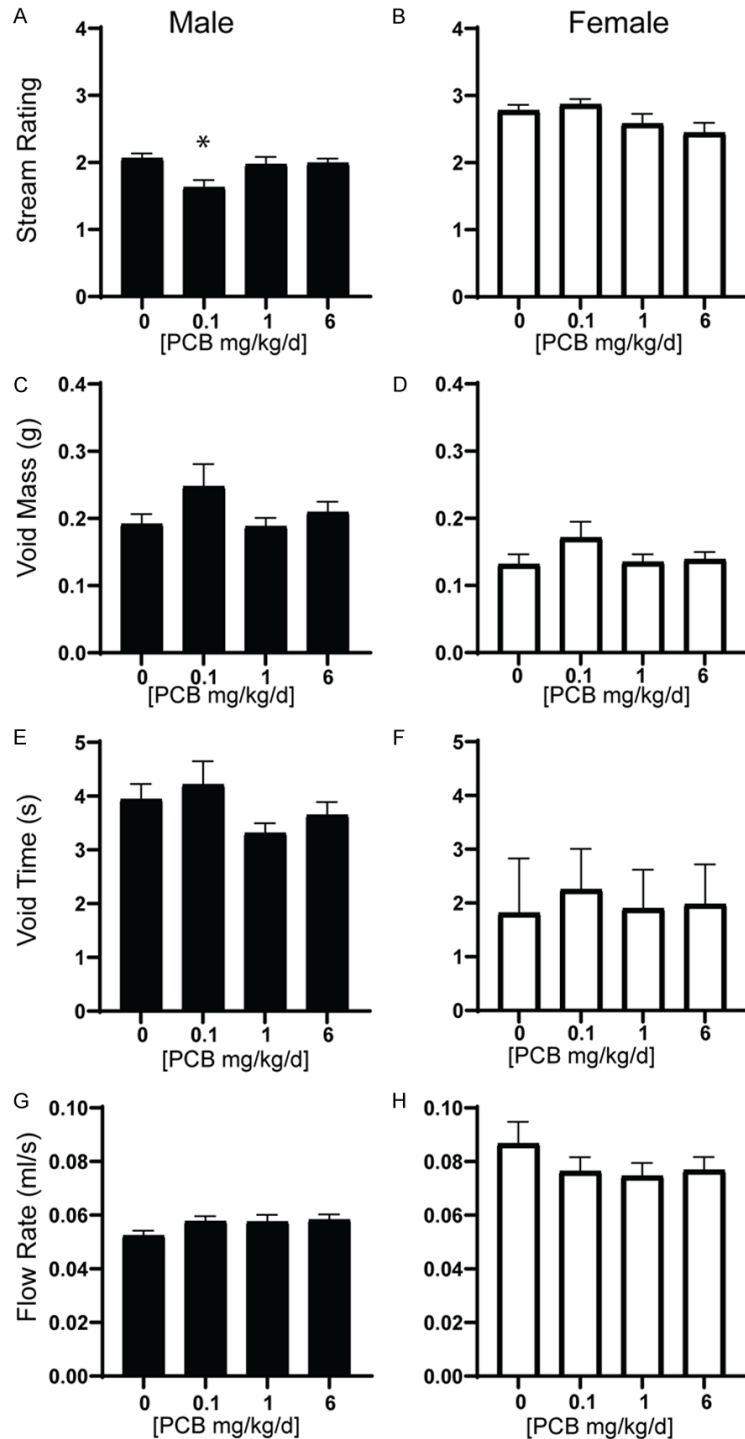 A Male B Female
Stream Rating
4
3
2
1
0
*
0 0.1 1 6
[PCB mg/kg/d]
4
3
2
1
0
0 0.1 1 6
[PCB mg/kg/d]
C
Void Mass (g)
0.4
0.3
0.2
0.1
0.0
0 0.1 1 6
[PCB mg/kg/d]
D
0.4
0.3
0.2
0.1
0.0
0 0.1 1 6
[PCB mg/kg/d]
E
Void Time (s)
5
4
3
2
1
0
0 0.1 1 6
[PCB mg/kg/d]
F
5
4
3
2
1
0
0 0.1 1 6
[PCB mg/kg/d]
G
Flow Rate (ml/s)
0.10
0.08
0.06
0.04
0.02
0.00
0 0.1 1 6
[PCB mg/kg/d]
H
0.10
0.08
0.06
0.04
0.02
0.00
0 0.1 1 6
[PCB mg/kg/d]